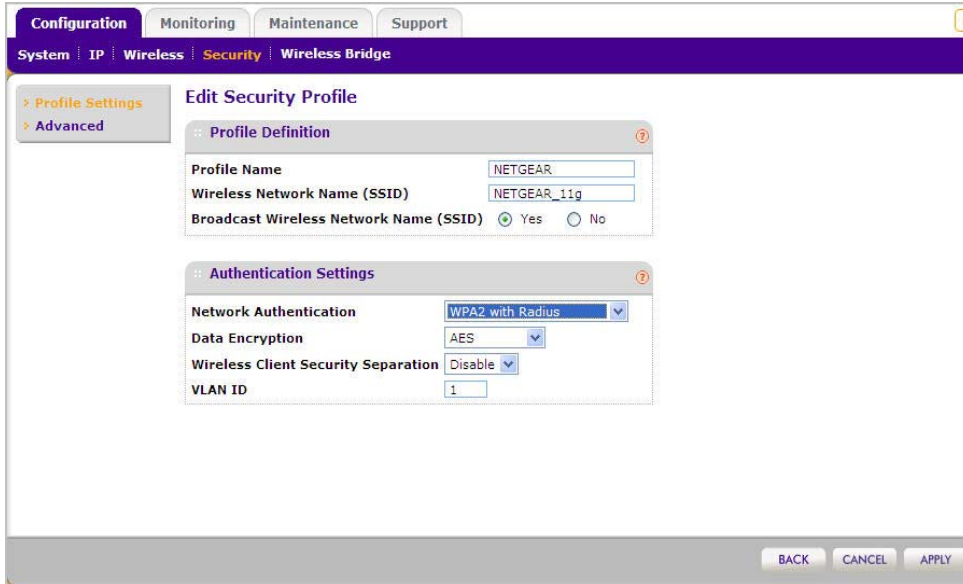 Configuration Monitoring Maintenance Support
System IP Wireless Security Wireless Bridge
> Profile Settings
> Advanced
Edit Security Profile
:: Profile Definition ?
Profile Name NETGEAR
Wireless Network Name (SSID) NETGEAR_11g
Broadcast Wireless Network Name (SSID) Yes No
:: Authentication Settings ?
Network Authentication WPA2 with Radius
Data Encryption AES
Wireless Client Security Separation Disable
VLAN ID 1
BACK CANCEL APPLY